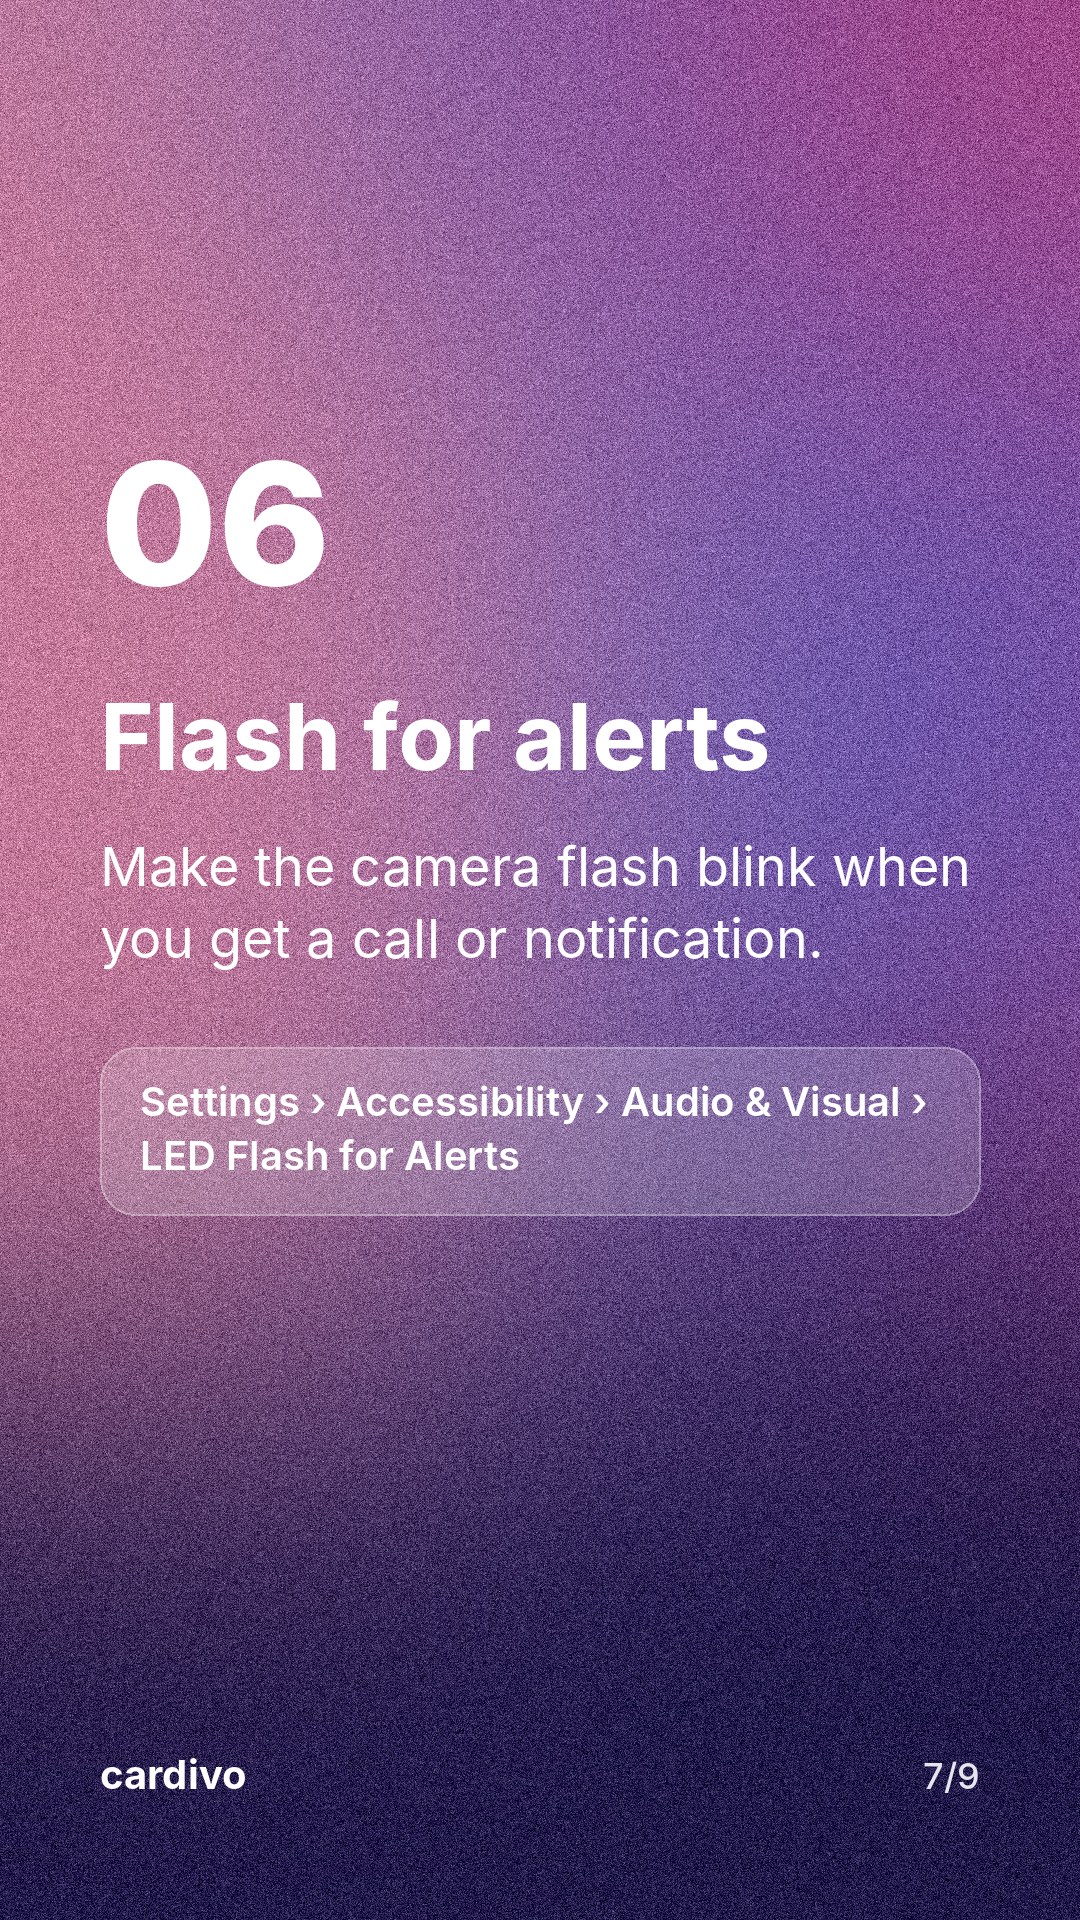 06
Flash for alerts
Make the camera flash blink when
you get a call or notification.
Settings › Accessibility › Audio & Visual ›
LED Flash for Alerts
cardivo
7/9